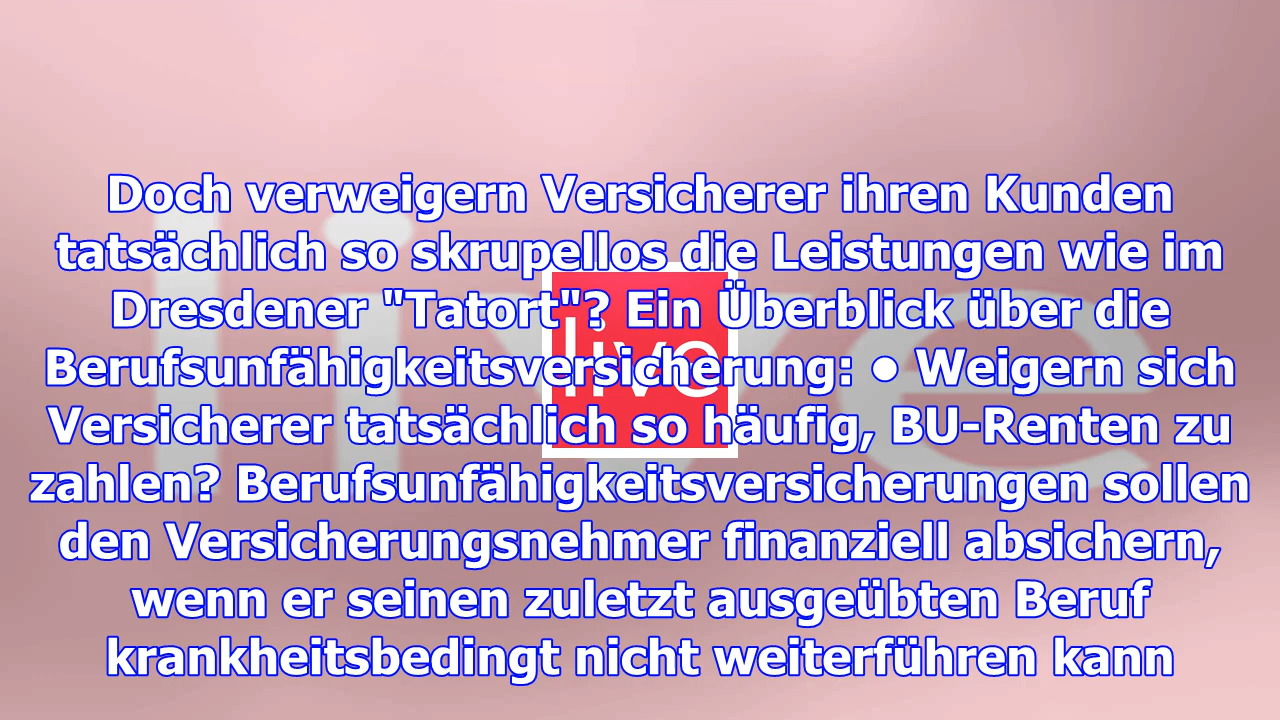 Doch verweigern Versicherer ihren Kunden
tatsächlich so skrupellos die Leistungen wie im
Dresdener "Tatort"? Ein Überblick über die
Berufsunfähigkeitsversicherung: ● Weigern sich
Versicherer tatsächlich so häufig, BU-Renten zu
zahlen? Berufsunfähigkeitsversicherungen sollen
den Versicherungsnehmer finanziell absichern,
wenn er seinen zuletzt ausgeübten Beruf
krankheitsbedingt nicht weiterführen kann
live
live